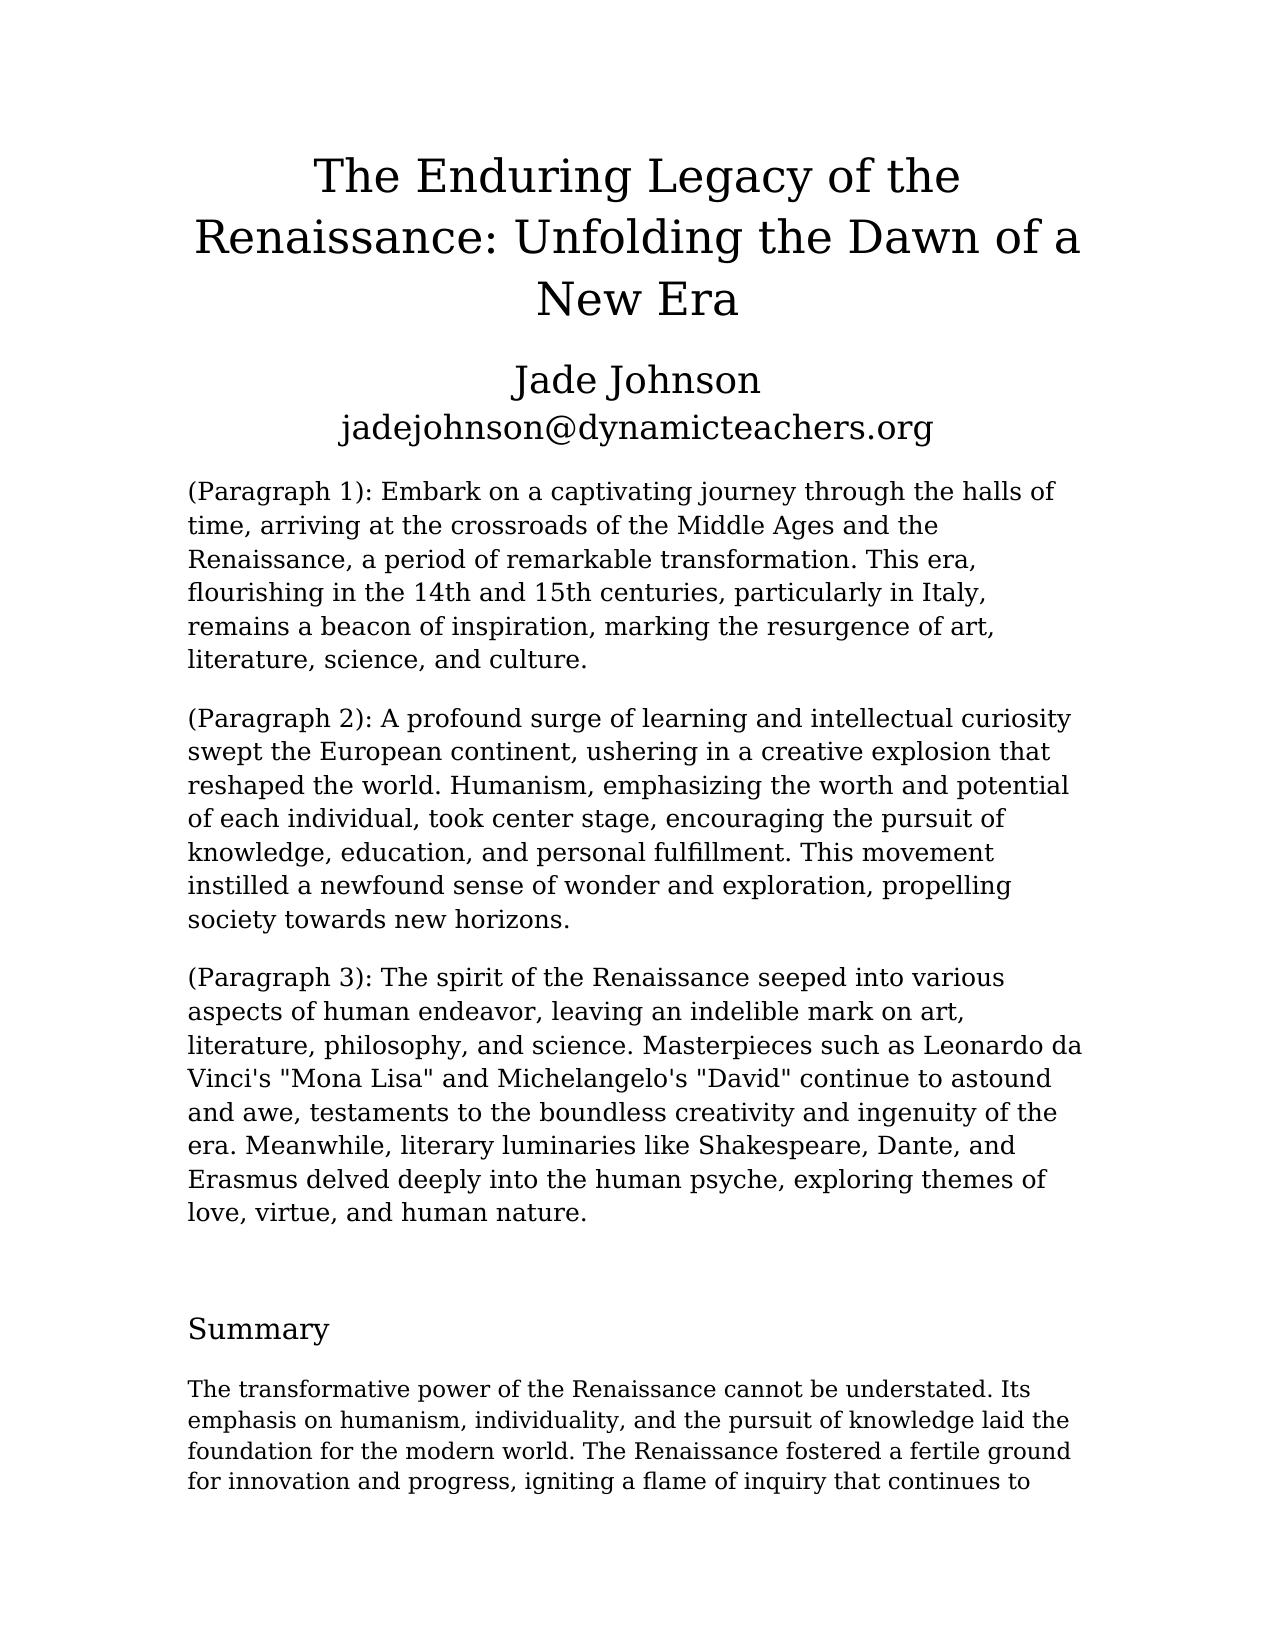 The Enduring Legacy of the
Renaissance: Unfolding the Dawn of a
New Era
Jade Johnson
jadejohnson@dynamicteachers.org
(Paragraph 1): Embark on a captivating journey through the halls of
time, arriving at the crossroads of the Middle Ages and the
Renaissance, a period of remarkable transformation. This era,
flourishing in the 14th and 15th centuries, particularly in Italy,
remains a beacon of inspiration, marking the resurgence of art,
literature, science, and culture.
(Paragraph 2): A profound surge of learning and intellectual curiosity
swept the European continent, ushering in a creative explosion that
reshaped the world. Humanism, emphasizing the worth and potential
of each individual, took center stage, encouraging the pursuit of
knowledge, education, and personal fulfillment. This movement
instilled a newfound sense of wonder and exploration, propelling
society towards new horizons.
(Paragraph 3): The spirit of the Renaissance seeped into various
aspects of human endeavor, leaving an indelible mark on art,
literature, philosophy, and science. Masterpieces such as Leonardo da
Vinci's "Mona Lisa" and Michelangelo's "David" continue to astound
and awe, testaments to the boundless creativity and ingenuity of the
era. Meanwhile, literary luminaries like Shakespeare, Dante, and
Erasmus delved deeply into the human psyche, exploring themes of
love, virtue, and human nature.
Summary
The transformative power of the Renaissance cannot be understated. Its
emphasis on humanism, individuality, and the pursuit of knowledge laid the
foundation for the modern world. The Renaissance fostered a fertile ground
for innovation and progress, igniting a flame of inquiry that continues to